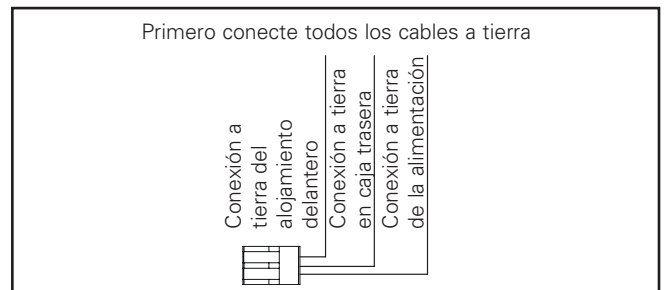 Primero conecte todos los cables a tierra
Conexión a
tierra del
alojamiento
delantero
Conexión a tierra
en caja trasera
Conexión a tierra
de la alimentación